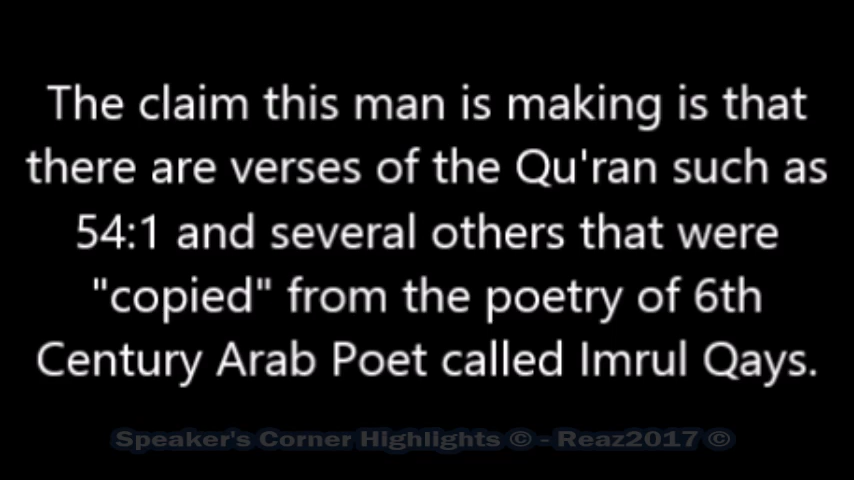 The claim this man is making is that
there are verses of the Qu'ran such as
54:1 and several others that were
"copied" from the poetry of 6th
Century Arab Poet called Imrul Qays.
Speaker's Corner Highlights © - Reaz2017 ©